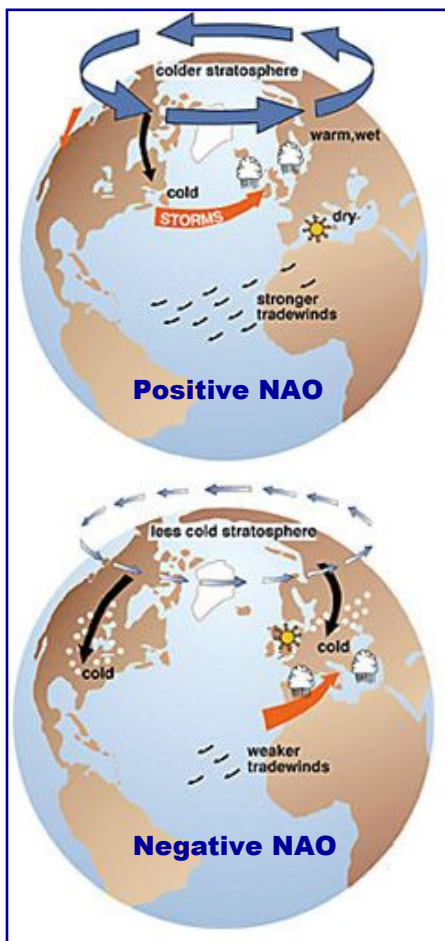 colder stratosphere
warm,wet
cold
STORMS
dry
stronger
tradewinds
Positive NAO
less cold stratosphere
cold
cold
weaker
tradewinds
Negative NAO